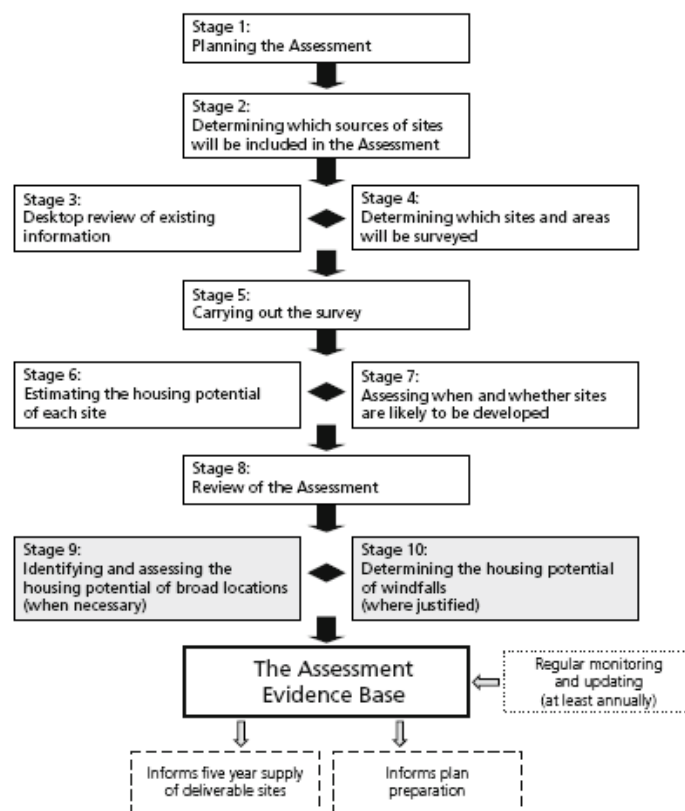 Stage 1:
Planning the Assessment
Stage 2:
Determining which sources of sites
will be included in the Assessment
Stage 3:
Desktop review of existing
information
Stage 4:
Determining which sites and areas
will be surveyed
Stage 5:
Carrying out the survey
Stage 6:
Estimating the housing potential
of each site
Stage 7:
Assessing when and whether sites
are likely to be developed
Stage 8:
Review of the Assessment
Stage 9:
Identifying and assessing the
housing potential of broad locations
(when necessary)
Stage 10:
Determining the housing potential
of windfalls
(where justified)
The Assessment
Evidence Base
Regular monitoring
and updating
(at least annually)
Informs five year supply
of deliverable sites
Informs plan
preparation